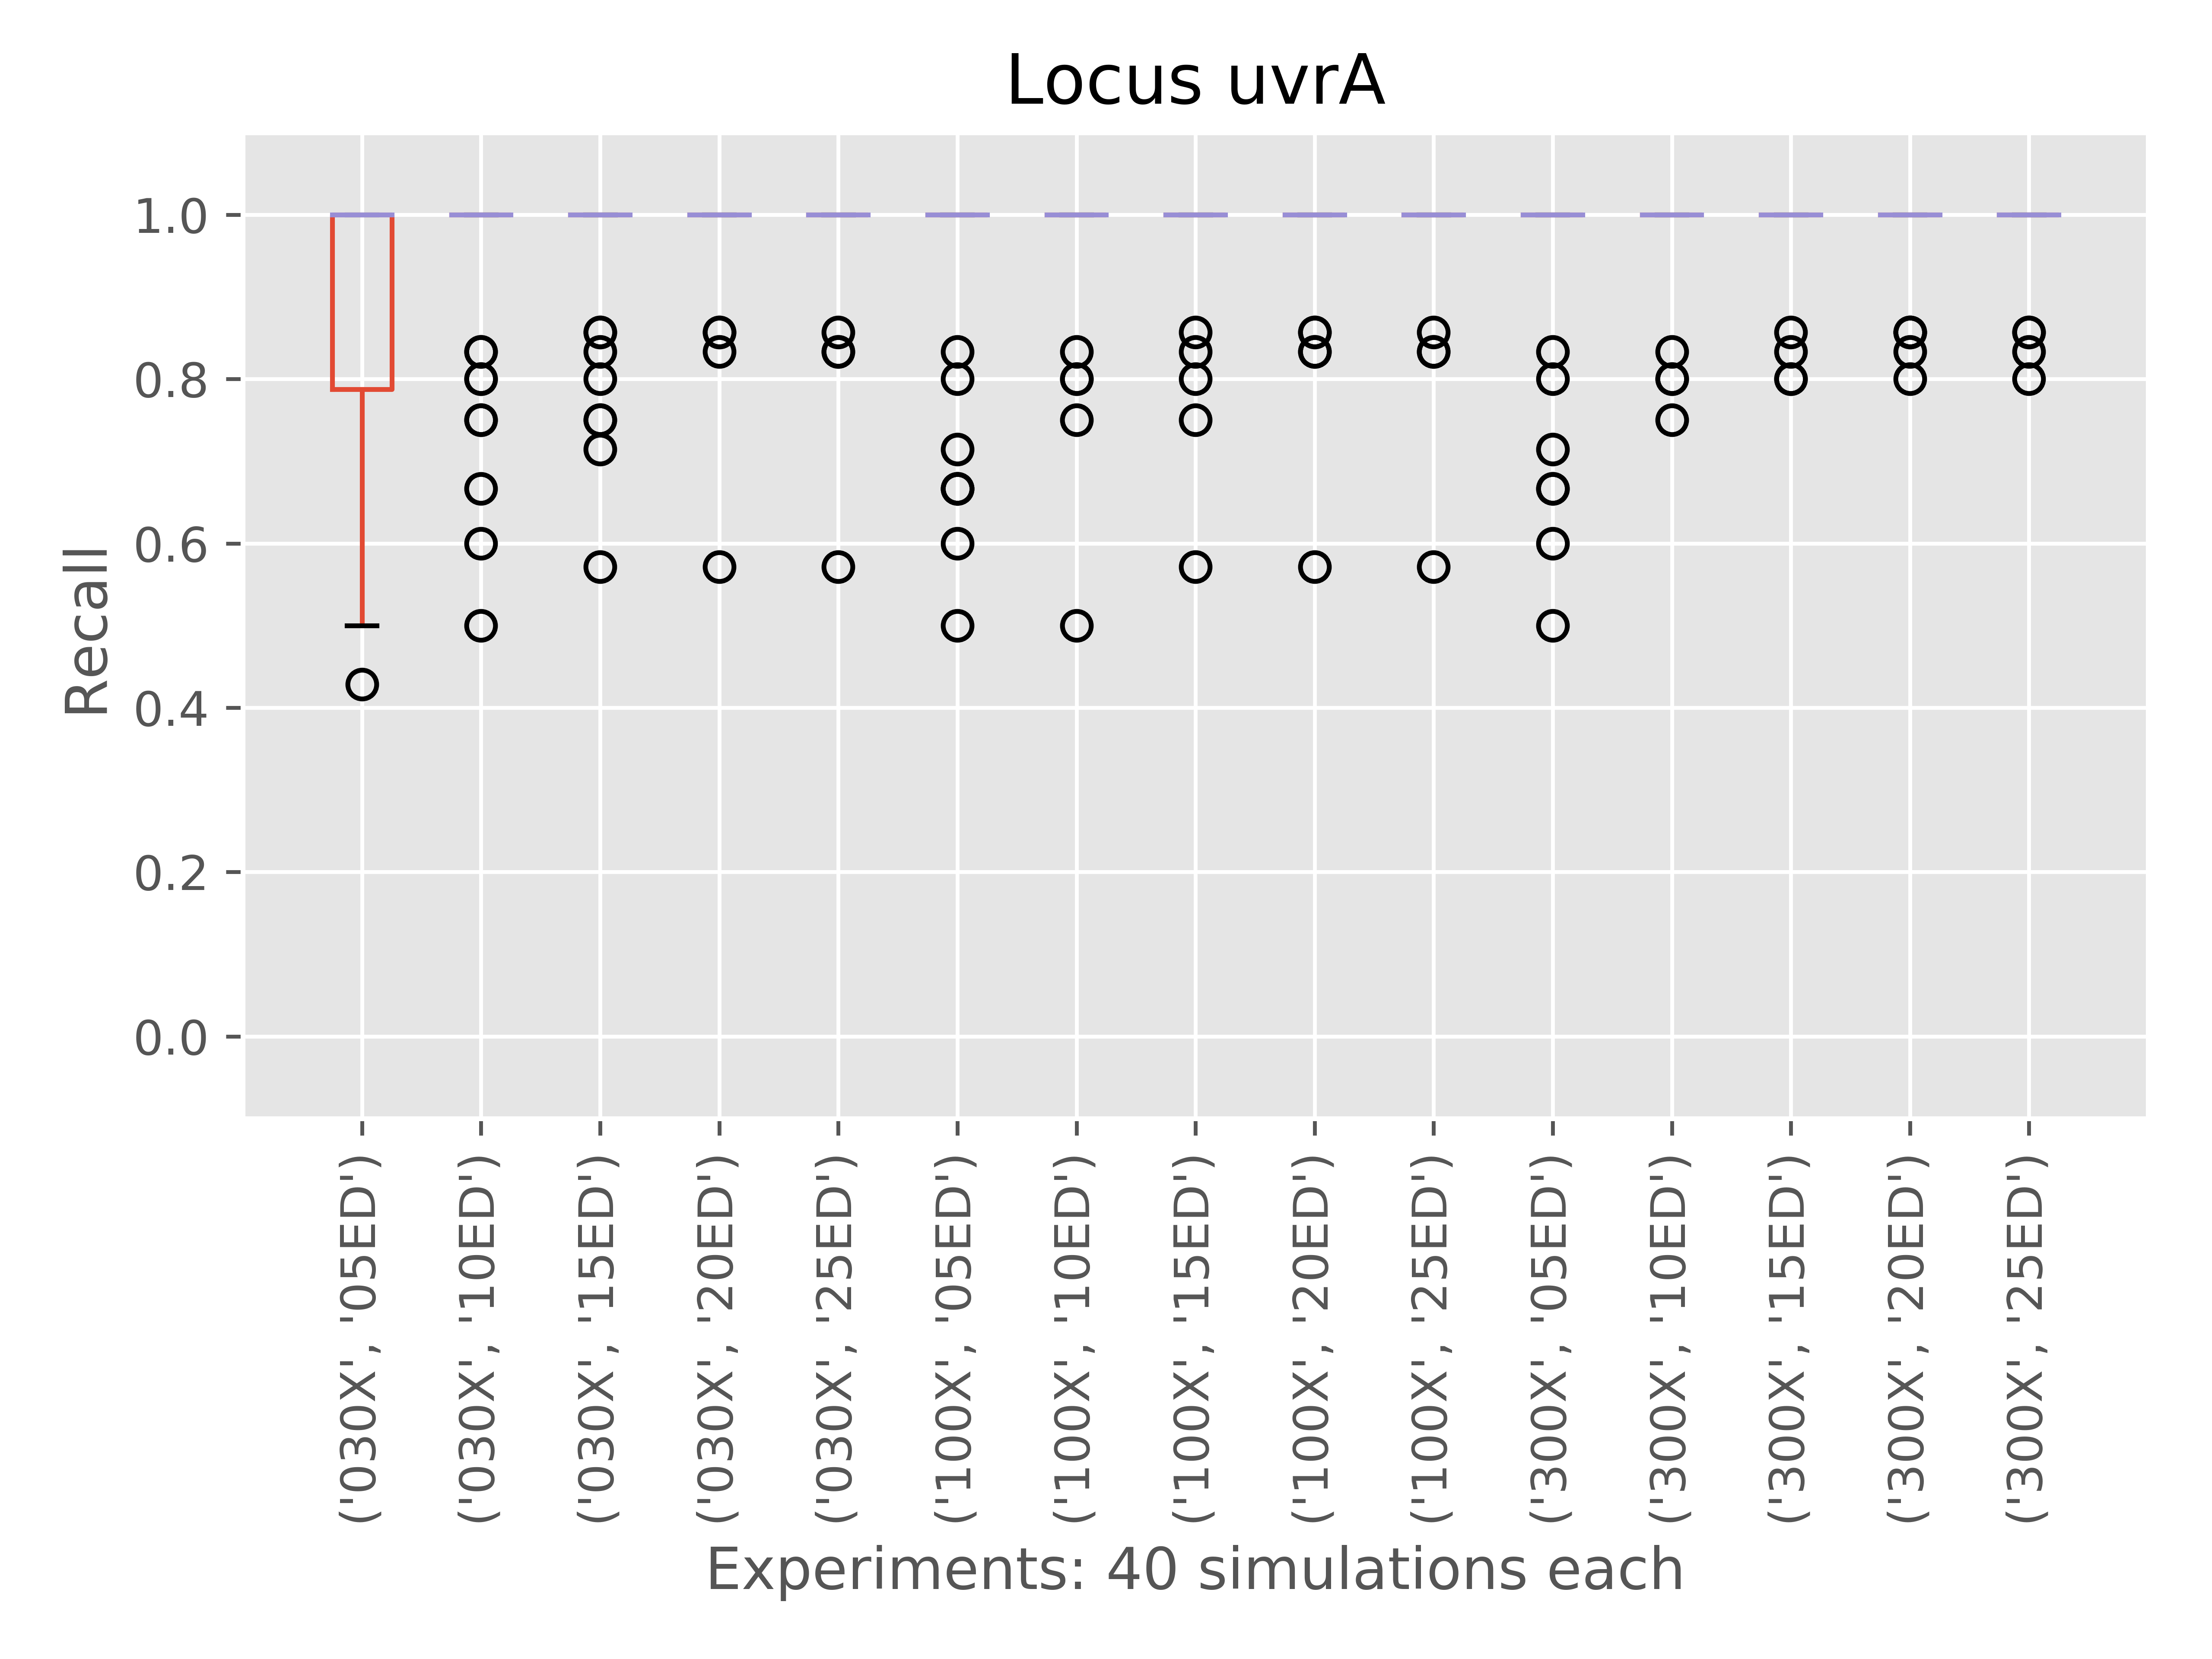 Locus uvrA
Recall
1.0
0.8
0.6
0.4
0.2
0.0
('030X', '05ED')
('030X', '10ED')
('030X', '15ED')
('030X', '20ED')
('030X', '25ED')
('100X', '05ED')
('100X', '10ED')
('100X', '15ED')
('100X', '20ED')
('100X', '25ED')
('300X', '05ED')
('300X', '10ED')
('300X', '15ED')
('300X', '20ED')
('300X', '25ED')
Experiments: 40 simulations each